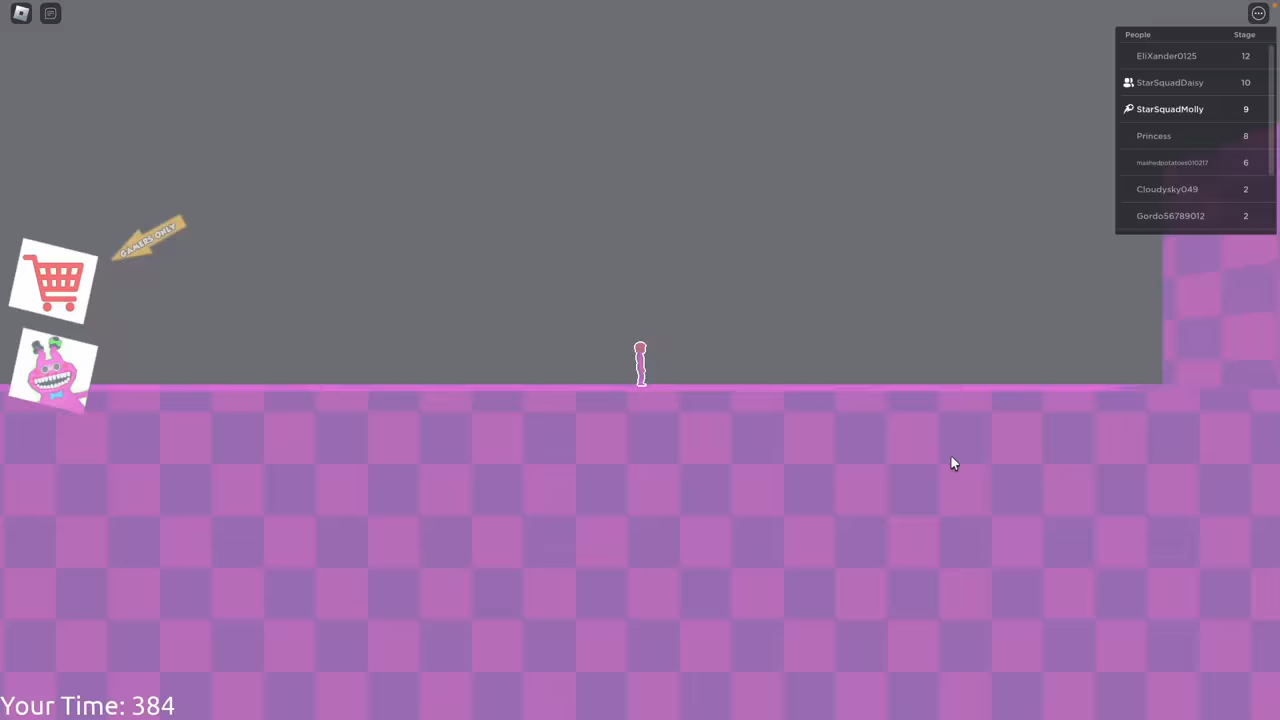 People Stage
EliXander0125 12
StarSquadDaisy 10
StarSquadMolly 9
Princess 8
mashedpotatoes010217 6
Cloudysky049 2
Gordo56789012 2
GAMERS ONLY
Your Time: 384